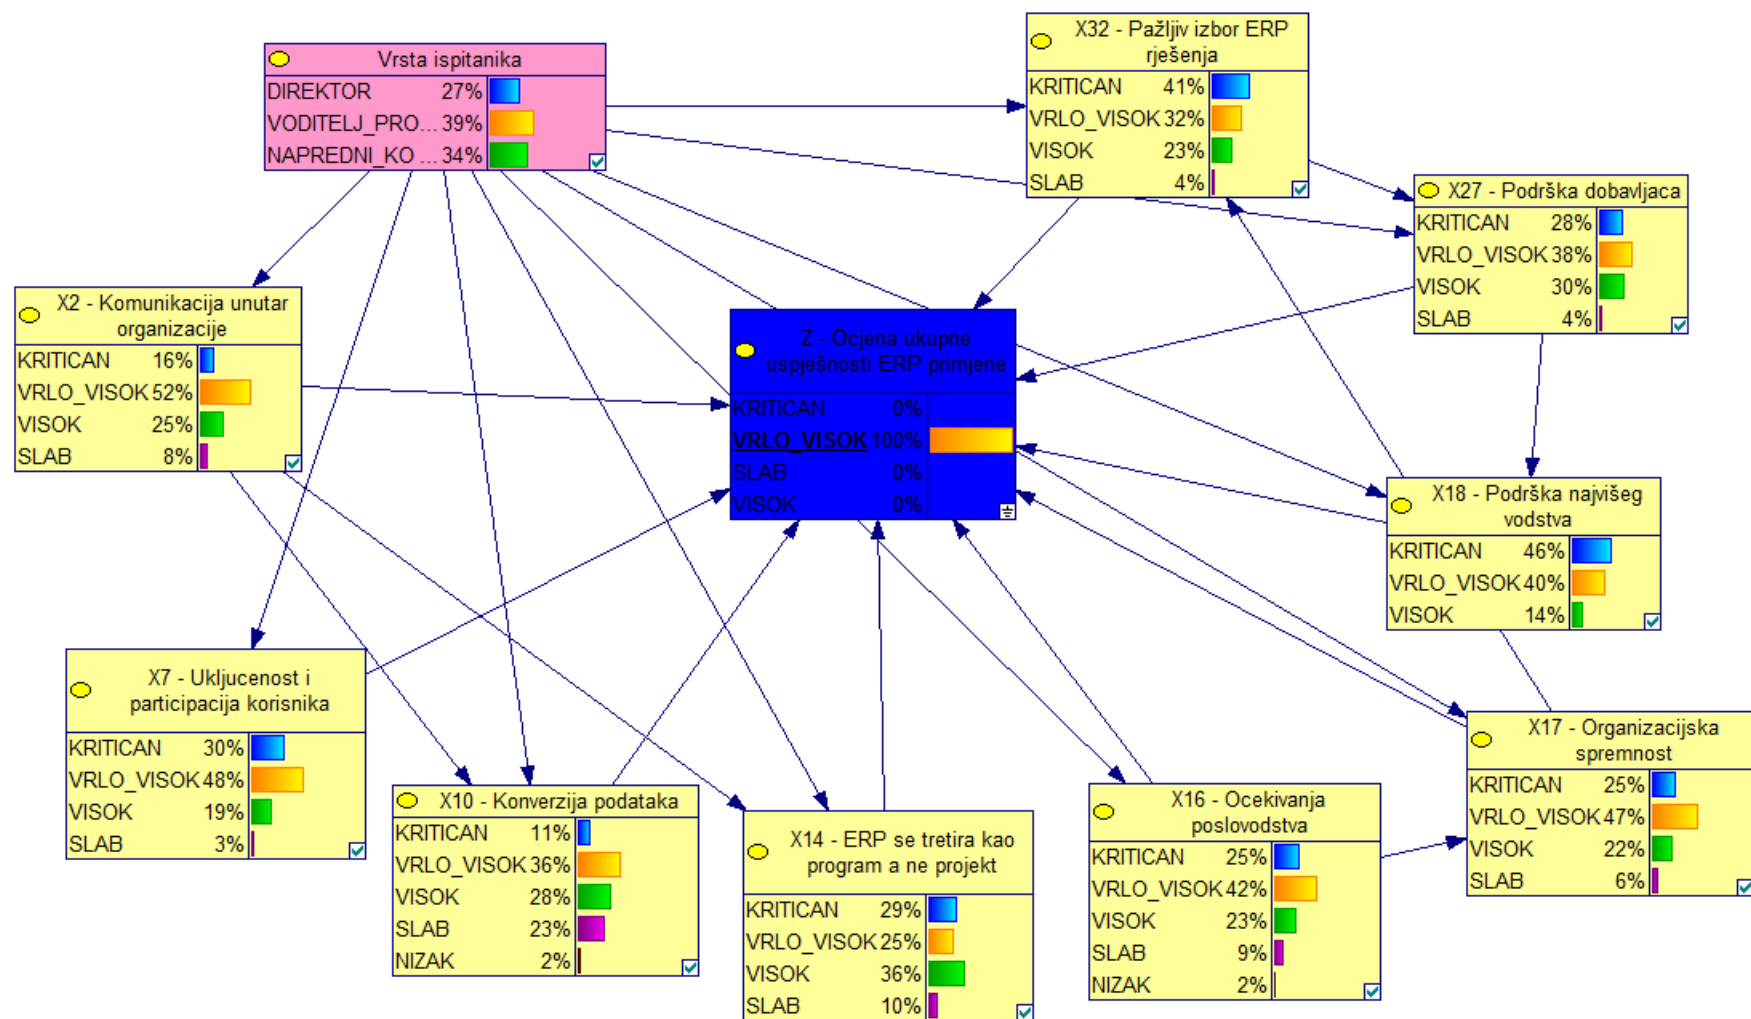 Vrsta ispitanika
DIREKTOR 27%
VODITELJ_PRO... 39%
NAPREDNI_KO ... 34%
X32 - Pažljiv izbor ERP
rješenja
KRITICAN 41%
VRLO_VISOK 32%
VISOK 23%
SLAB 4%
X27 - Podrška dobavljaca
KRITICAN 28%
VRLO_VISOK 38%
VISOK 30%
SLAB 4%
X2 - Komunikacija unutar
organizacije
KRITICAN 16%
VRLO_VISOK 52%
VISOK 25%
SLAB 8%
Z - Ocjena ukupne
uspješnosti ERP primjene
KRITICAN 0%
VRLO_VISOK 100%
SLAB 0%
VISOK 0%
X18 - Podrška najvišeg
vodstva
KRITICAN 46%
VRLO_VISOK 40%
VISOK 14%
X7 - Ukljucenost i
participacija korisnika
KRITICAN 30%
VRLO_VISOK 48%
VISOK 19%
SLAB 3%
X10 - Konverzija podataka
KRITICAN 11%
VRLO_VISOK 36%
VISOK 28%
SLAB 23%
NIZAK 2%
X14 - ERP se tretira kao
program a ne projekt
KRITICAN 29%
VRLO_VISOK 25%
VISOK 36%
SLAB 10%
X16 - Ocekivanja
poslovodstva
KRITICAN 25%
VRLO_VISOK 42%
VISOK 23%
SLAB 9%
NIZAK 2%
X17 - Organizacijska
spremnost
KRITICAN 25%
VRLO_VISOK 47%
VISOK 22%
SLAB 6%